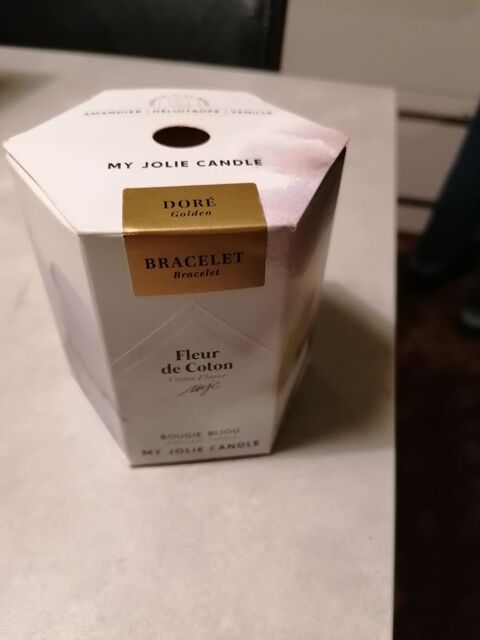 AMANDIER | HÉLIOTROPE | VANILLE
MY JOLIE CANDLE
DORÉ
Golden
BRACELET
Bracelet
Fleur
de Coton
Cotton Flower
mjc
BOUGIE BIJOU
MY JOLIE CANDLE